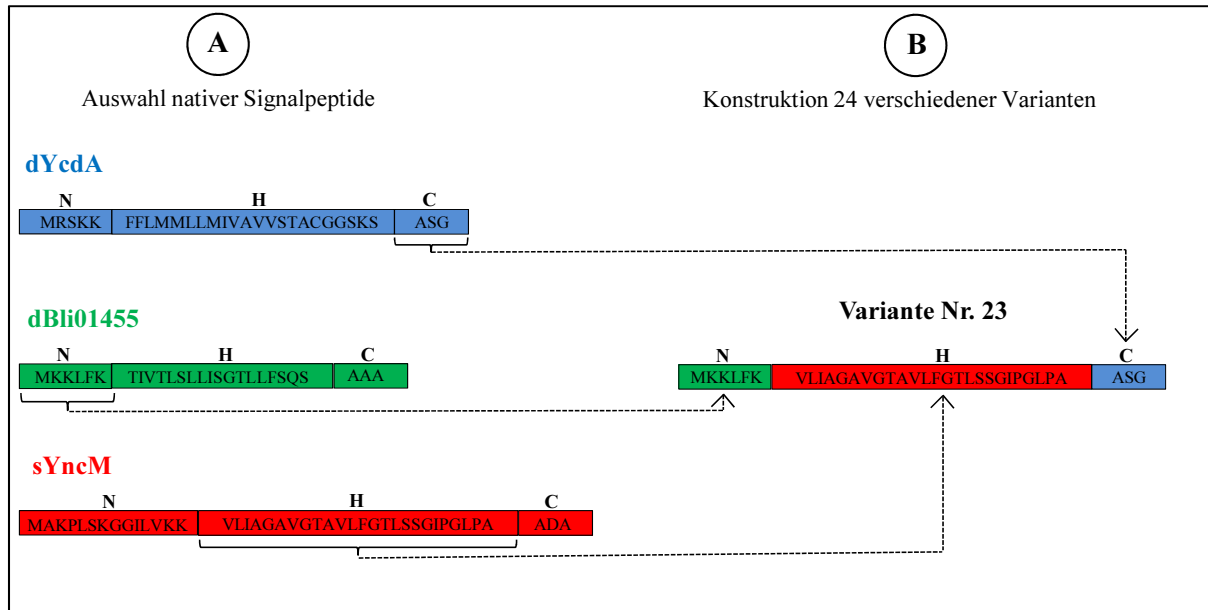 A
Auswahl nativer Signalpeptide
dYcdA
N H C
MRSKK FFLMMLLMIVAVVSTACGGSKS ASG
dBli01455
N H C
MKKLFK TIVTLSLLISGTLLFSQS AAA
sYncM
N H C
MAKPLSKGGILVKK VLIAGAVGTAVLFGTLSSGIPGLPA ADA
B
Konstruktion 24 verschiedener Varianten
Variante Nr. 23
N H C
MKKLFK VLIAGAVGTAVLFGTLSSGIPGLPA ASG